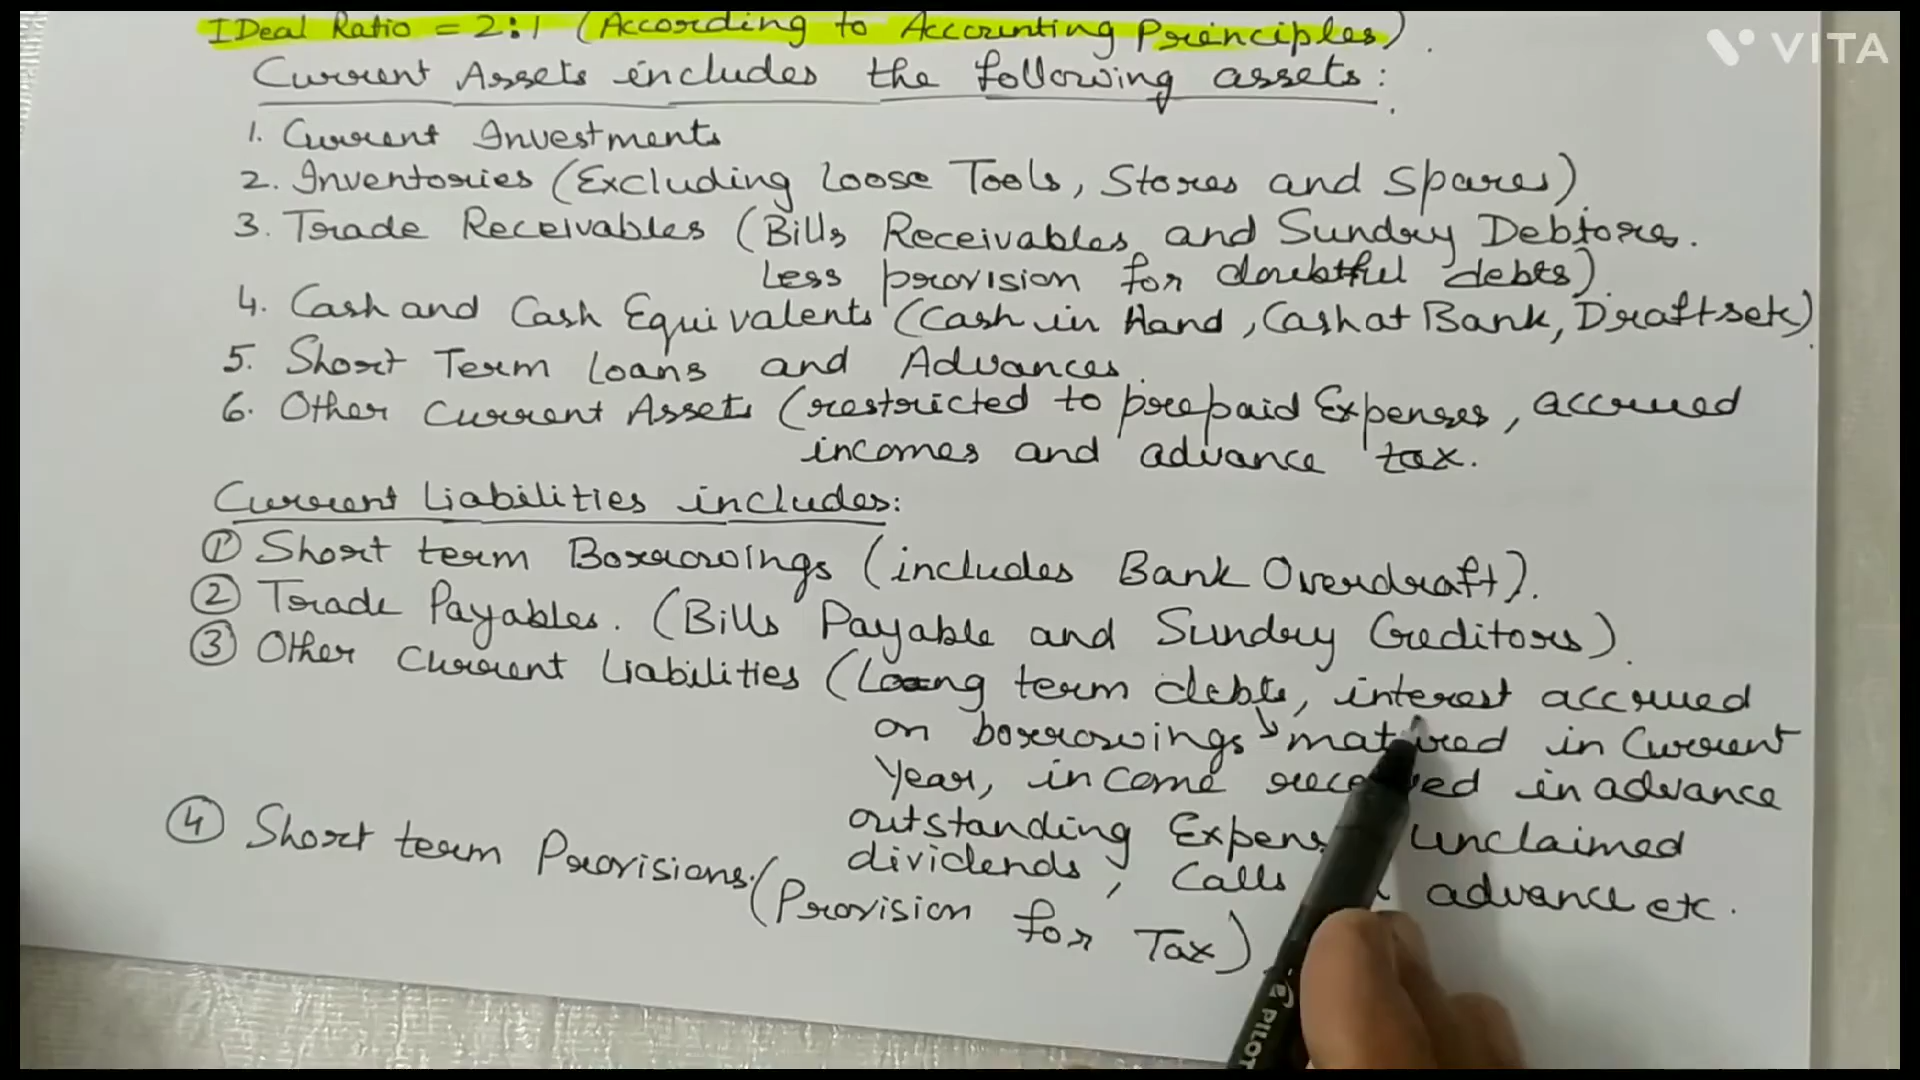 IDeal Ratio = 2:1 (According to Accounting Principles).
VITA
Current Assets includes the following assets:
1. Current Investments
2. Inventories (Excluding Loose Tools, Stores and Spares)
3. Trade Receivables (Bills Receivables and Sundry Debtors.
Less provision for doubtful debts)
4. Cash and Cash Equivalents (Cash in Hand, Cash at Bank, Drafts etc)
5. Short Term Loans and Advances.
6. Other Current Assets (restricted to prepaid Expenses, accrued
incomes and advance tax.
Current Liabilities includes:
① Short term Borrowings (includes Bank Overdraft).
② Trade Payables. (Bills Payable and Sundry Creditors).
③ Other Current Liabilities (Long term debts, interest accrued
on borrowings matured in Current
Year, income received in advance
outstanding unclaimed
dividends, Calls advance etc.
④ Short term Provisions. (Provision for Tax)
PILOT